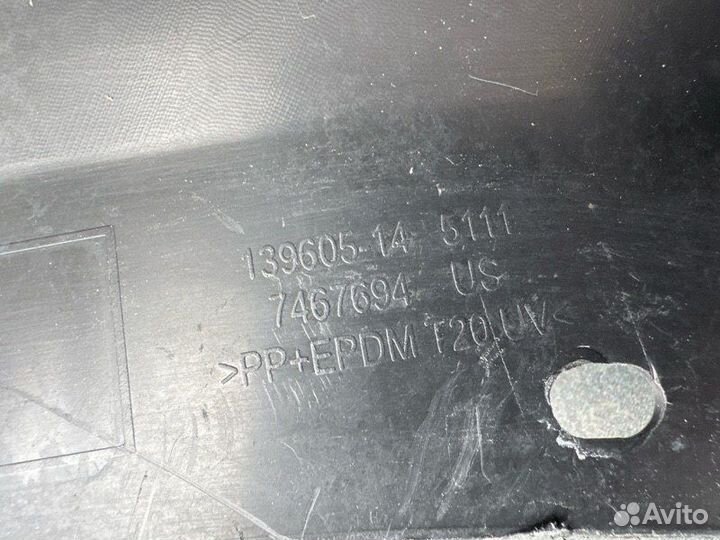 139605-14 5111
7467694 US
>PP+EPDM T20 UV<
Avito